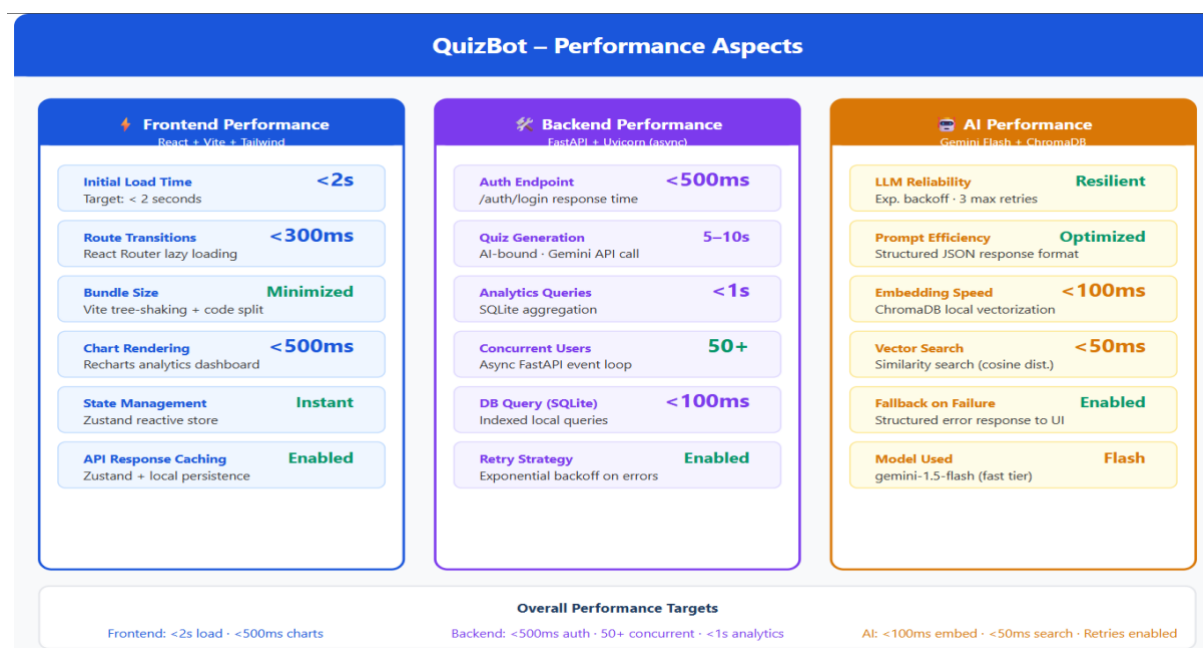 QuizBot – Performance Aspects
⚡ Frontend Performance
React + Vite + Tailwind
Initial Load Time <2s
Target: < 2 seconds
Route Transitions <300ms
React Router lazy loading
Bundle Size Minimized
Vite tree-shaking + code split
Chart Rendering <500ms
Recharts analytics dashboard
State Management Instant
Zustand reactive store
API Response Caching Enabled
Zustand + local persistence
🛠 Backend Performance
FastAPI + Uvicorn (async)
Auth Endpoint <500ms
/auth/login response time
Quiz Generation 5–10s
AI-bound · Gemini API call
Analytics Queries <1s
SQLite aggregation
Concurrent Users 50+
Async FastAPI event loop
DB Query (SQLite) <100ms
Indexed local queries
Retry Strategy Enabled
Exponential backoff on errors
🤖 AI Performance
Gemini Flash + ChromaDB
LLM Reliability Resilient
Exp. backoff · 3 max retries
Prompt Efficiency Optimized
Structured JSON response format
Embedding Speed <100ms
ChromaDB local vectorization
Vector Search <50ms
Similarity search (cosine dist.)
Fallback on Failure Enabled
Structured error response to UI
Model Used Flash
gemini-1.5-flash (fast tier)
Overall Performance Targets
Frontend: <2s load · <500ms charts
Backend: <500ms auth · 50+ concurrent · <1s analytics
AI: <100ms embed · <50ms search · Retries enabled